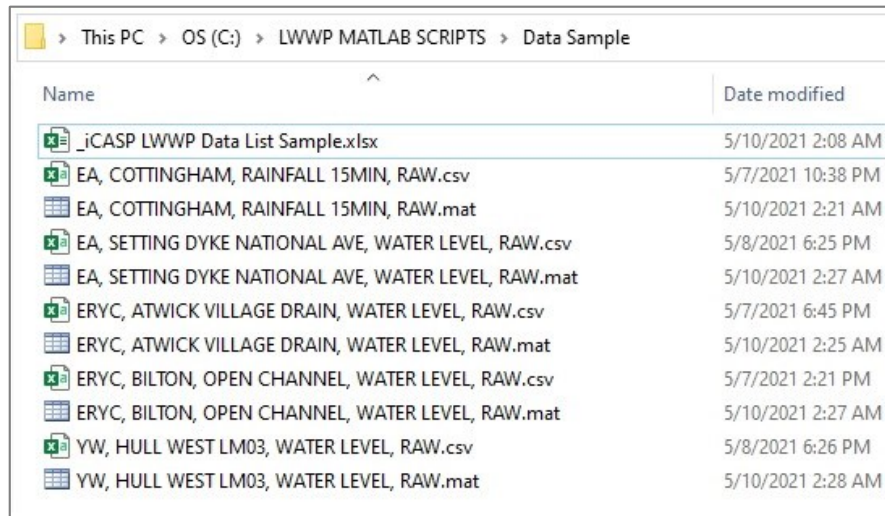 This PC > OS (C:) > LWWP MATLAB SCRIPTS > Data Sample
Name Date modified
_iCASP LWWP Data List Sample.xlsx 5/10/2021 2:08 AM
EA, COTTINGHAM, RAINFALL 15MIN, RAW.csv 5/7/2021 10:38 PM
EA, COTTINGHAM, RAINFALL 15MIN, RAW.mat 5/10/2021 2:21 AM
EA, SETTING DYKE NATIONAL AVE, WATER LEVEL, RAW.csv 5/8/2021 6:25 PM
EA, SETTING DYKE NATIONAL AVE, WATER LEVEL, RAW.mat 5/10/2021 2:27 AM
ERYC, ATWICK VILLAGE DRAIN, WATER LEVEL, RAW.csv 5/7/2021 6:45 PM
ERYC, ATWICK VILLAGE DRAIN, WATER LEVEL, RAW.mat 5/10/2021 2:25 AM
ERYC, BILTON, OPEN CHANNEL, WATER LEVEL, RAW.csv 5/7/2021 2:21 PM
ERYC, BILTON, OPEN CHANNEL, WATER LEVEL, RAW.mat 5/10/2021 2:27 AM
YW, HULL WEST LM03, WATER LEVEL, RAW.csv 5/8/2021 6:26 PM
YW, HULL WEST LM03, WATER LEVEL, RAW.mat 5/10/2021 2:28 AM